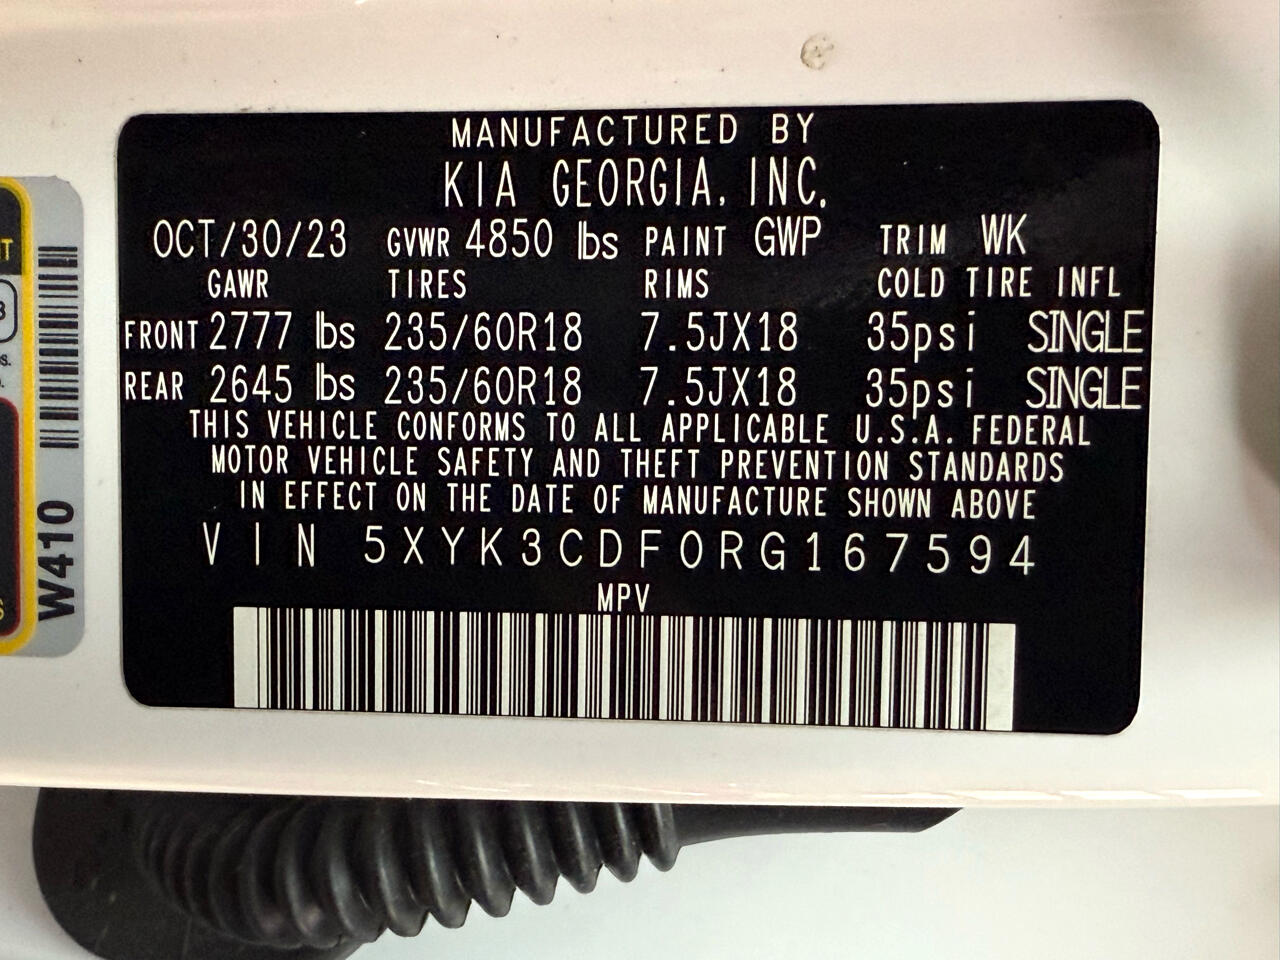 MANUFACTURED BY
KIA GEORGIA, INC.
OCT/30/23 GVWR 4850 lbs PAINT GWP TRIM WK
GAWR TIRES RIMS COLD TIRE INFL
FRONT 2777 lbs 235/60R18 7.5JX18 35psi SINGLE
REAR 2645 lbs 235/60R18 7.5JX18 35psi SINGLE
THIS VEHICLE CONFORMS TO ALL APPLICABLE U.S.A. FEDERAL
MOTOR VEHICLE SAFETY AND THEFT PREVENTION STANDARDS
IN EFFECT ON THE DATE OF MANUFACTURE SHOWN ABOVE
VIN 5XYK3CDF0RG167594
MPV
W410